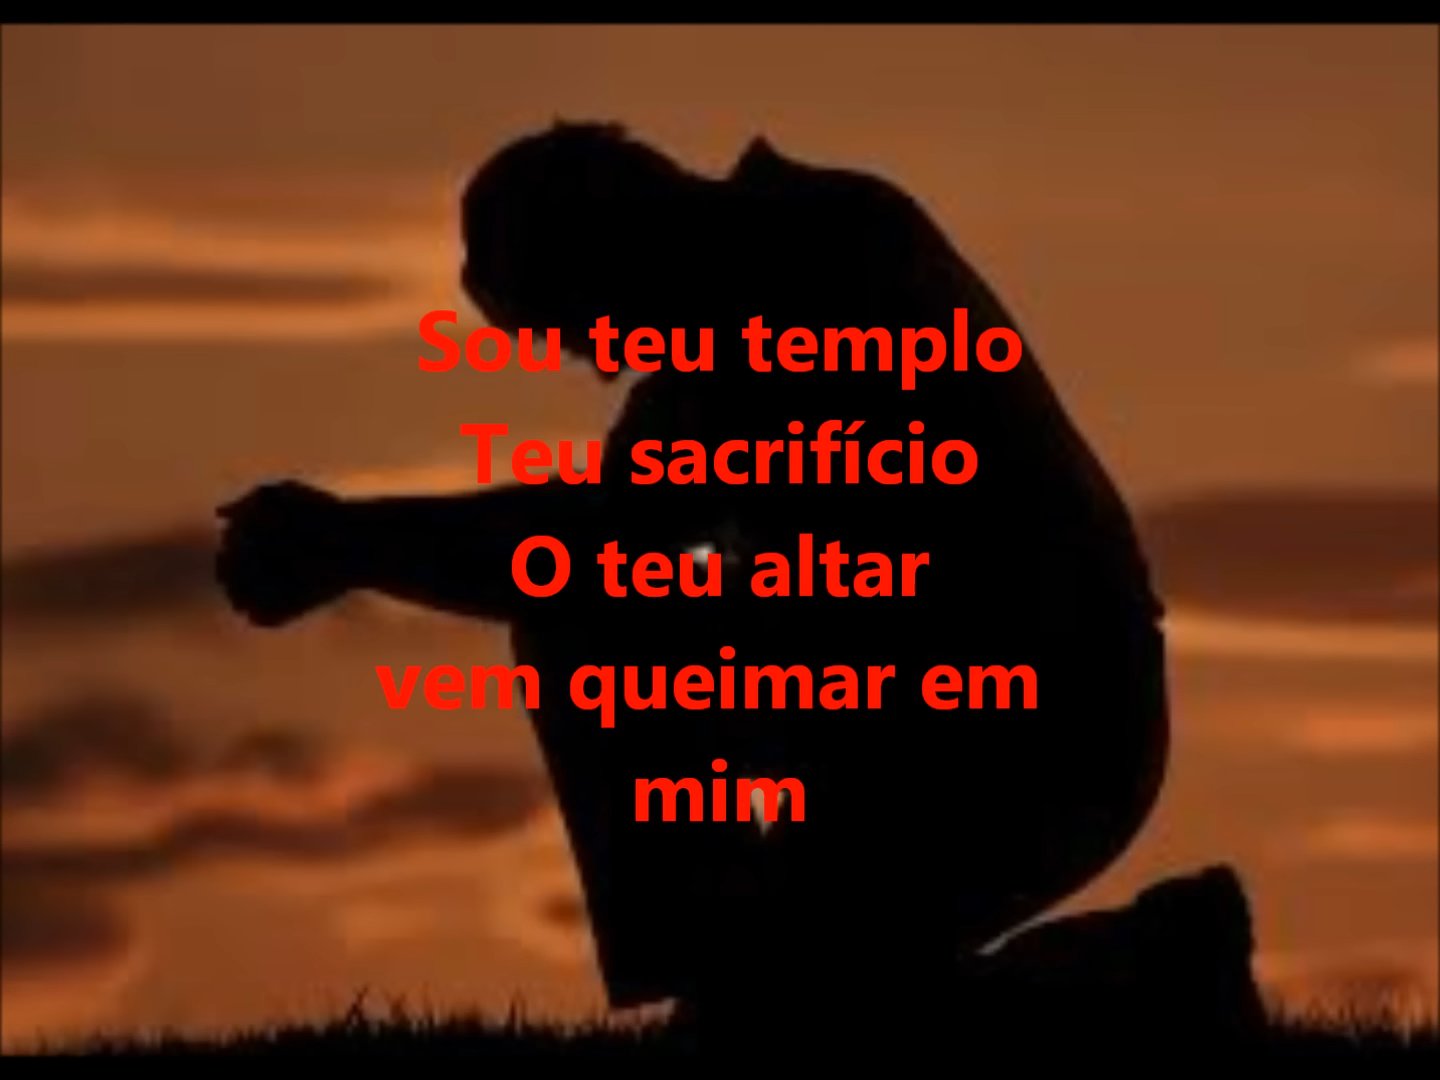 Sou teu templo
Teu sacrifício
O teu altar
vem queimar em
mim